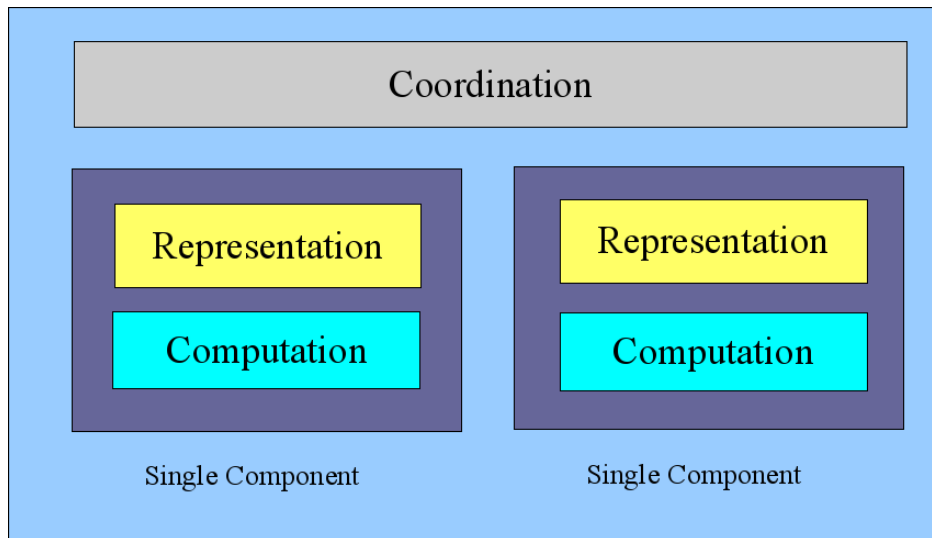 Coordination
Representation
Computation
Single Component
Representation
Computation
Single Component